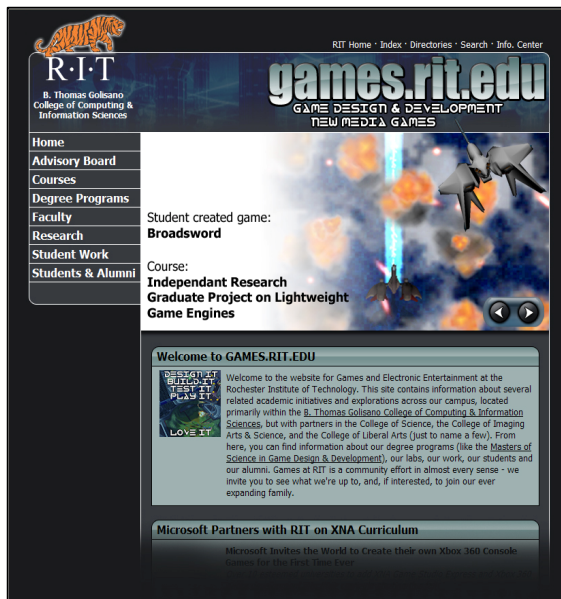 RIT Home · Index · Directories · Search · Info. Center
R·I·T
B. Thomas Golisano
College of Computing &
Information Sciences
games.rit.edu
GAME DESIGN & DEVELOPMENT
NEW MEDIA GAMES
Home
Advisory Board
Courses
Degree Programs
Faculty
Research
Student Work
Students & Alumni
Student created game:
Broadsword
Course:
Independant Research
Graduate Project on Lightweight
Game Engines
Welcome to GAMES.RIT.EDU
DESIGN IT
BUILD IT
TEST IT
PLAY IT
LOVE IT
Welcome to the website for Games and Electronic Entertainment at the
Rochester Institute of Technology. This site contains information about several
related academic initiatives and explorations across our campus, located
primarily within the B. Thomas Golisano College of Computing & Information
Sciences, but with partners in the College of Science, the College of Imaging
Arts & Science, and the College of Liberal Arts (just to name a few). From
here, you can find information about our degree programs (like the Masters of
Science in Game Design & Development), our labs, our work, our students and
our alumni. Games at RIT is a community effort in almost every sense - we
invite you to see what we're up to, and, if interested, to join our ever
expanding family.
Microsoft Partners with RIT on XNA Curriculum
Microsoft Invites the World to Create their own Xbox 360 Console
Games for the First Time Ever